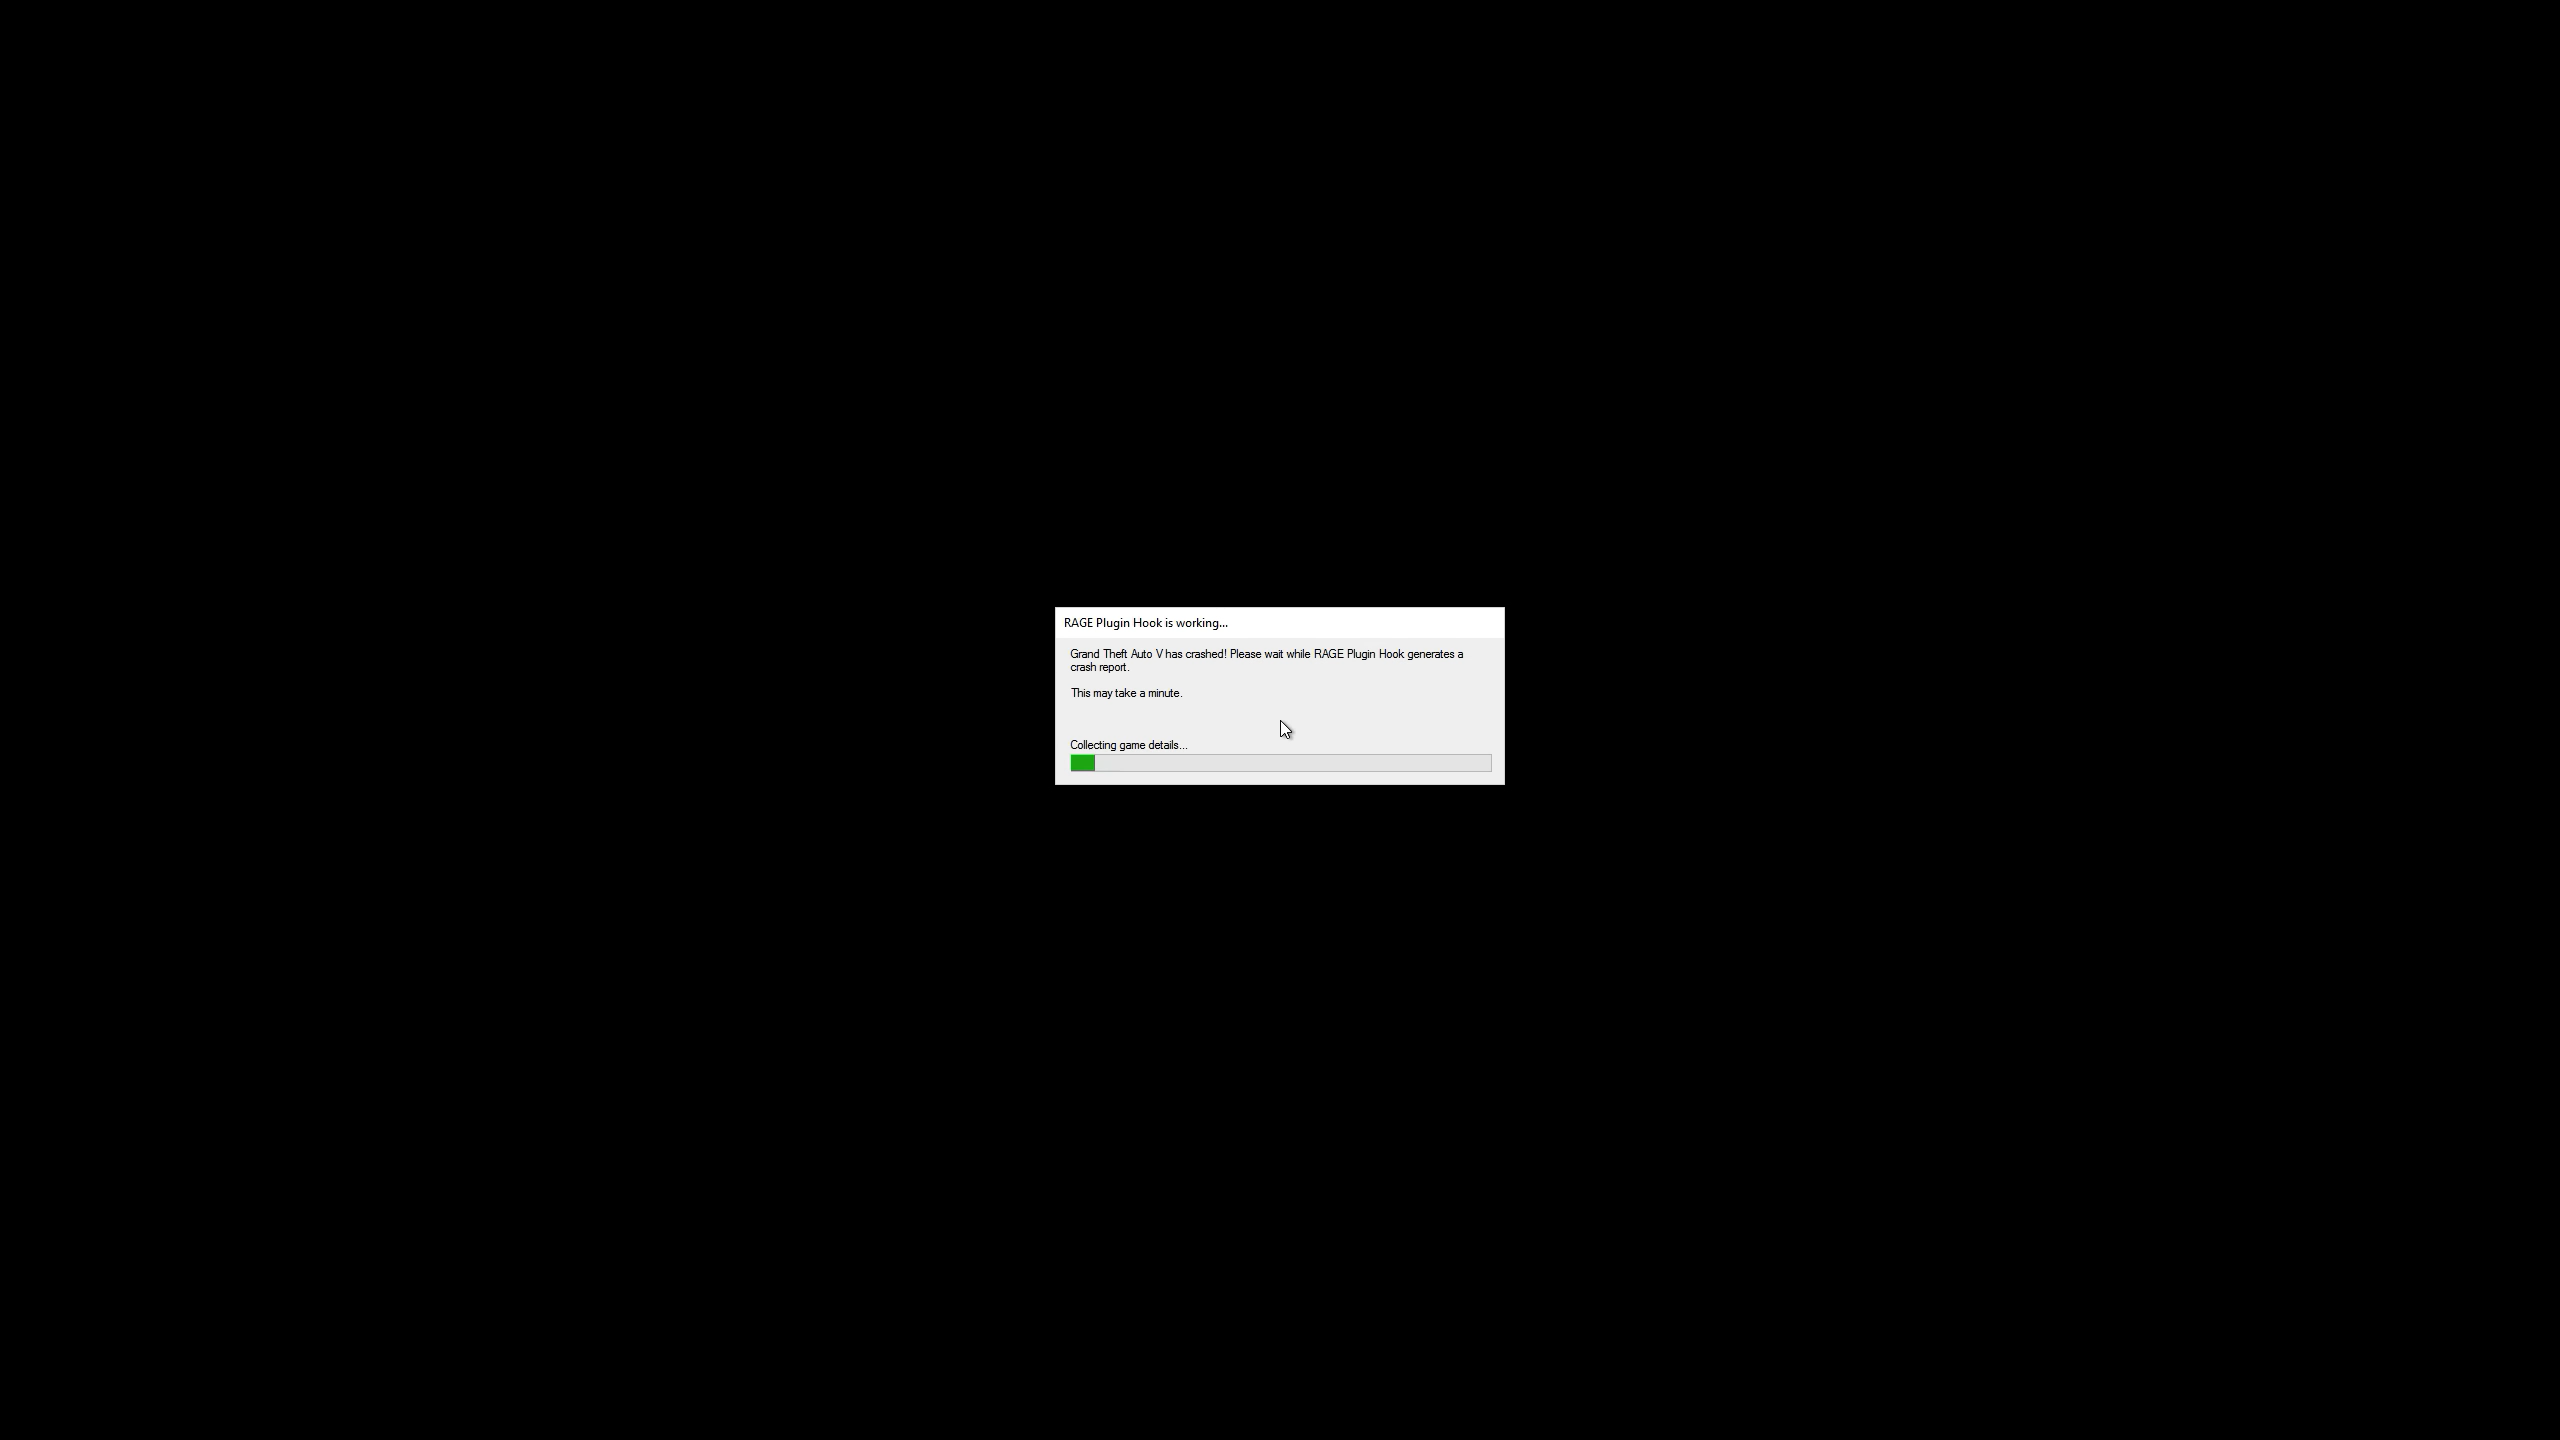 RAGE Plugin Hook is working...
Grand Theft Auto V has crashed! Please wait while RAGE Plugin Hook generates a
crash report.
This may take a minute.
Collecting game details...